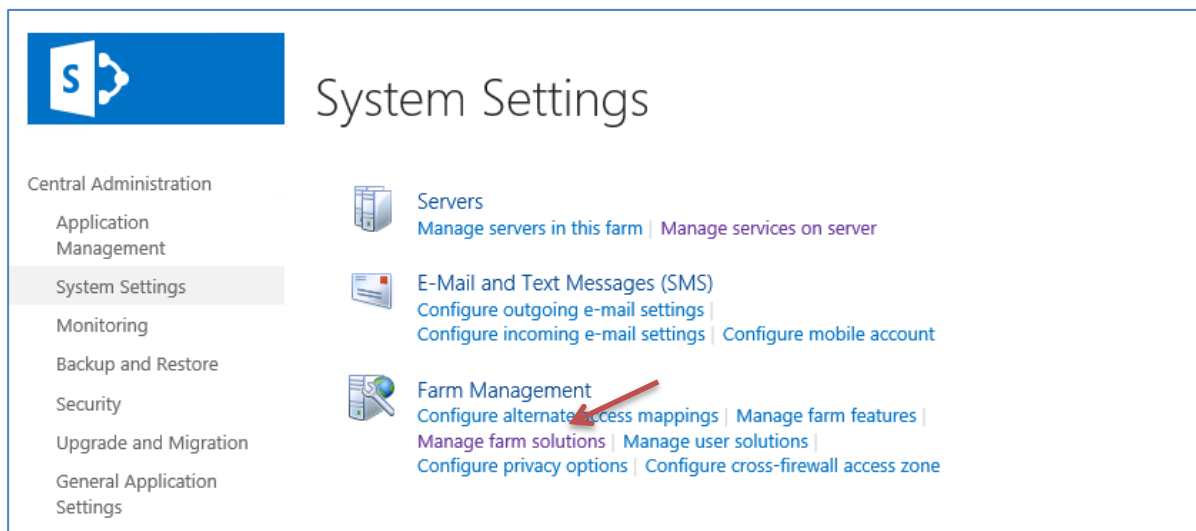 S
System Settings
Central Administration
Application
Management
System Settings
Monitoring
Backup and Restore
Security
Upgrade and Migration
General Application
Settings
Servers
Manage servers in this farm | Manage services on server
E-Mail and Text Messages (SMS)
Configure outgoing e-mail settings |
Configure incoming e-mail settings | Configure mobile account
Farm Management
Configure alternate access mappings | Manage farm features |
Manage farm solutions | Manage user solutions |
Configure privacy options | Configure cross-firewall access zone